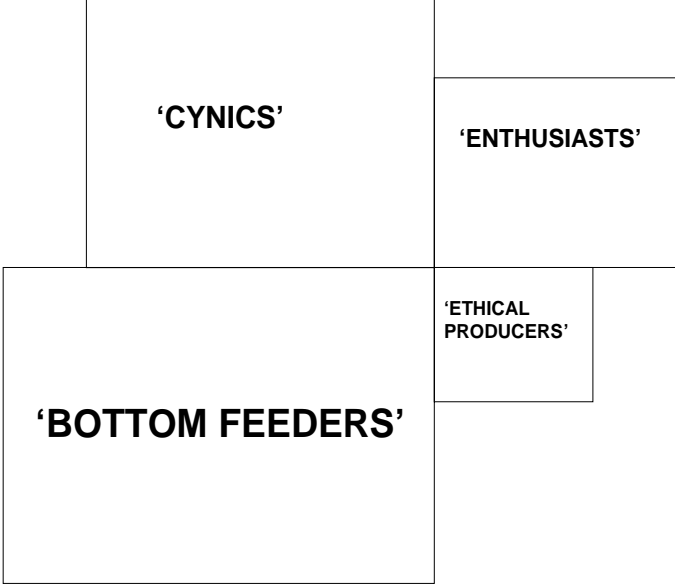 ‘CYNICS’
‘ENTHUSIASTS’
‘ETHICAL
PRODUCERS’
‘BOTTOM FEEDERS’